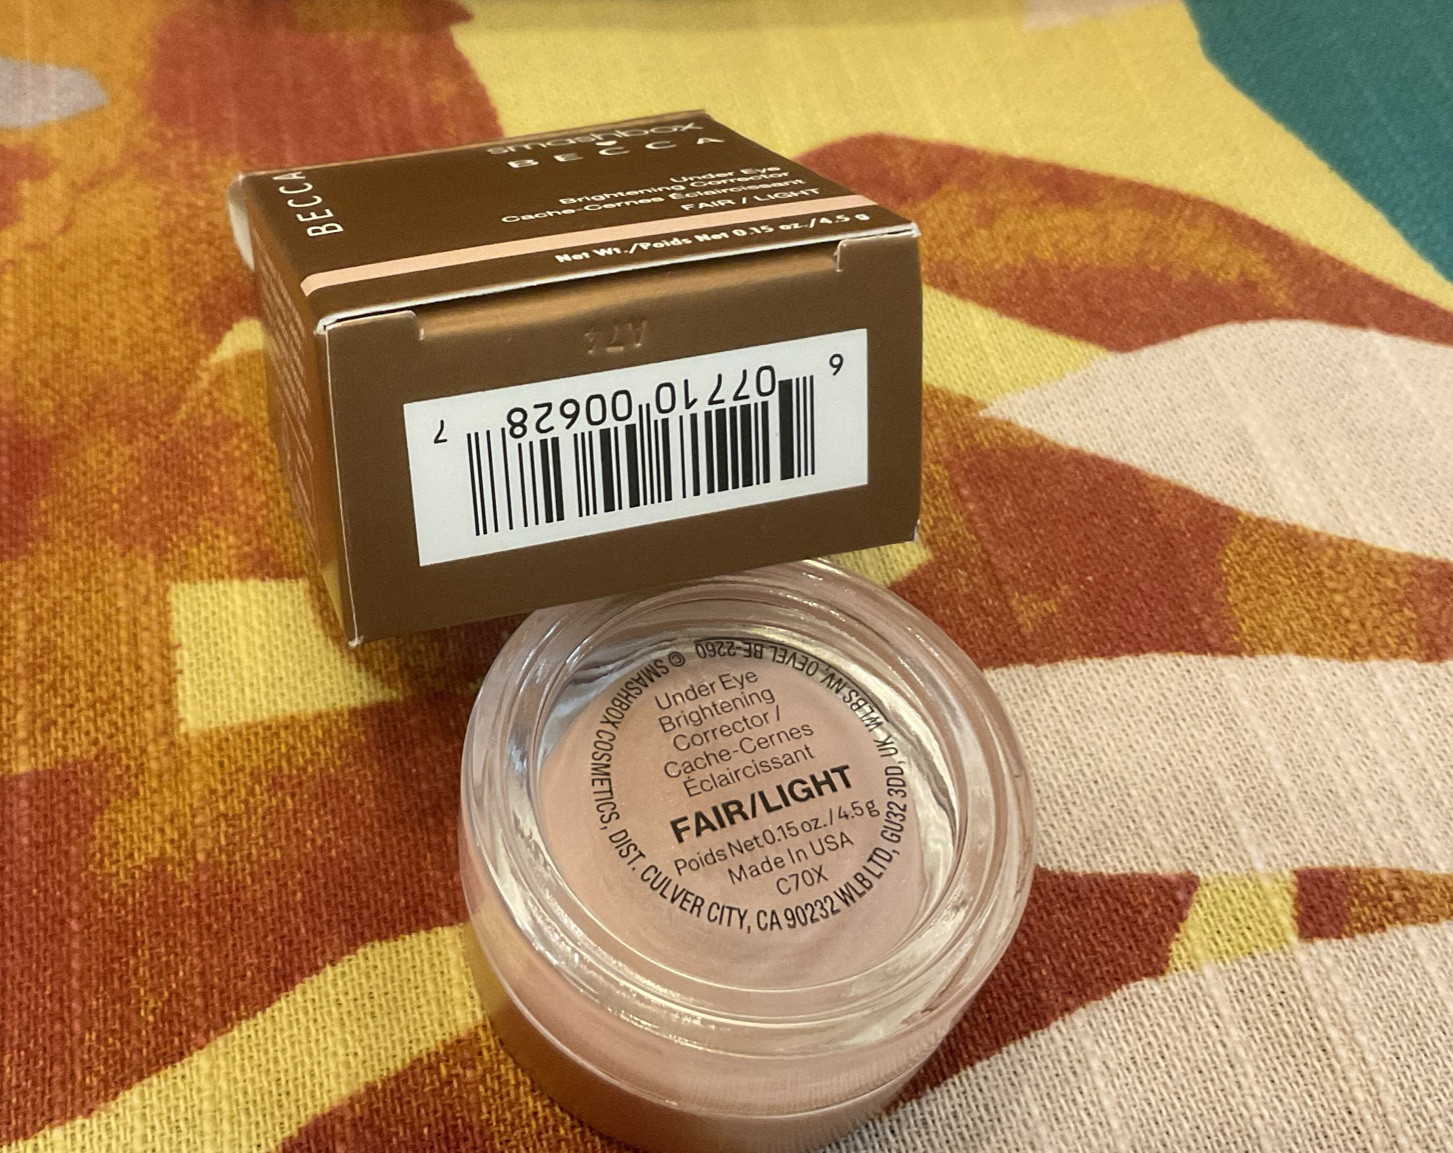 BECCA
smashbox
BECCA
Under Eye
Brightening Corrector
Cache-Cernes Éclaircissant
FAIR / LIGHT
Net Wt./Poids Net 0.15 oz./4.5 g
A74
6 07710 00628 7
Under Eye
Brightening
Corrector /
Cache-Cernes
Éclaircissant
FAIR/LIGHT
Poids Net 0.15 oz. / 4.5 g
Made In USA
C70X
© SMASHBOX COSMETICS, DIST. CULVER CITY, CA 90232 WLB LTD, GU32 3DD, UK WLBS NV, OEVEL BE-2260